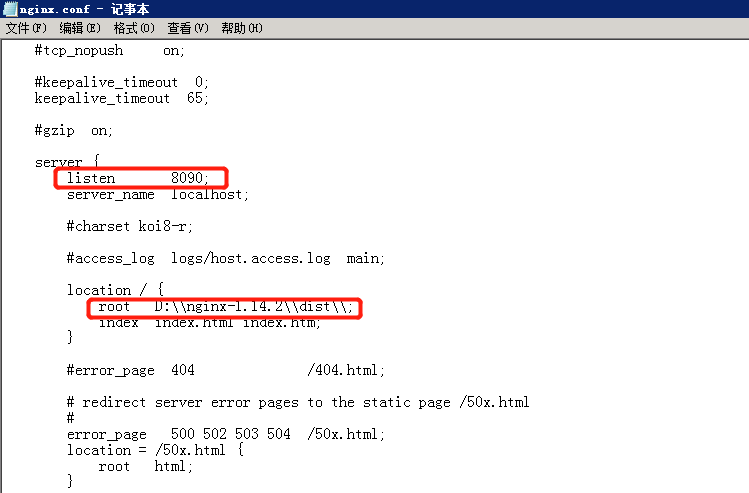 nginx.conf - 记事本
文件(F) 编辑(E) 格式(O) 查看(V) 帮助(H)
#tcp_nopush     on;
#keepalive_timeout  0;
keepalive_timeout  65;
#gzip  on;
server {
listen       8090;
server_name  localhost;
#charset koi8-r;
#access_log  logs/host.access.log  main;
location / {
root   D:\\nginx-1.14.2\\dist\\;
index  index.html index.htm;
}
#error_page  404              /404.html;
# redirect server error pages to the static page /50x.html
#
error_page   500 502 503 504  /50x.html;
location = /50x.html {
root   html;
}